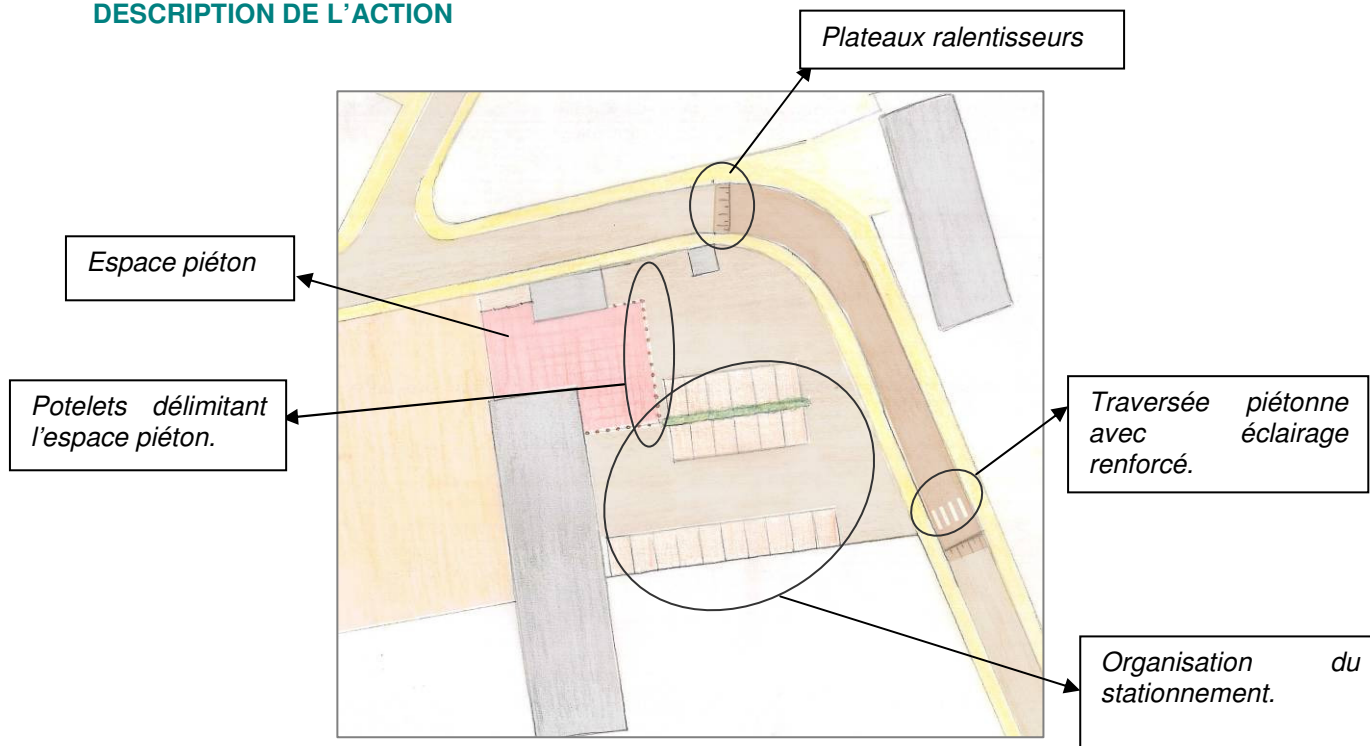 DESCRIPTION DE L'ACTION
Plateaux ralentisseurs
Espace piéton
Potelets délimitant
l'espace piéton.
Traversée piétonne
avec éclairage
renforcé.
Organisation du
stationnement.